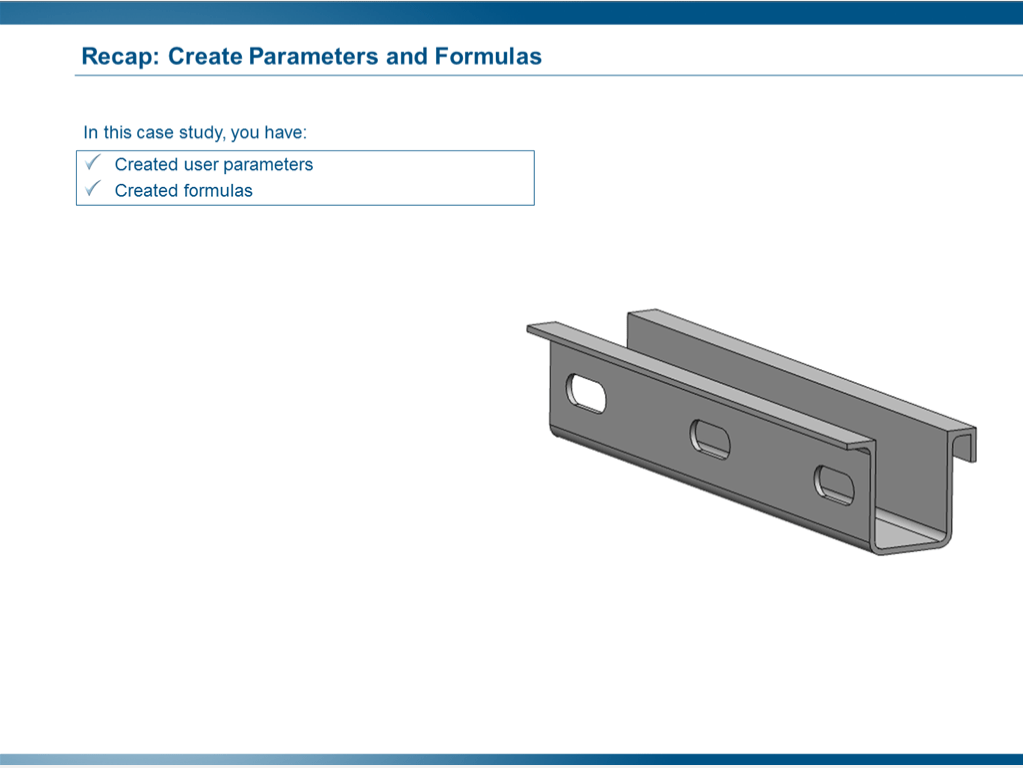 Recap: Create Parameters and Formulas
In this case study, you have:
Created user parameters
Created formulas